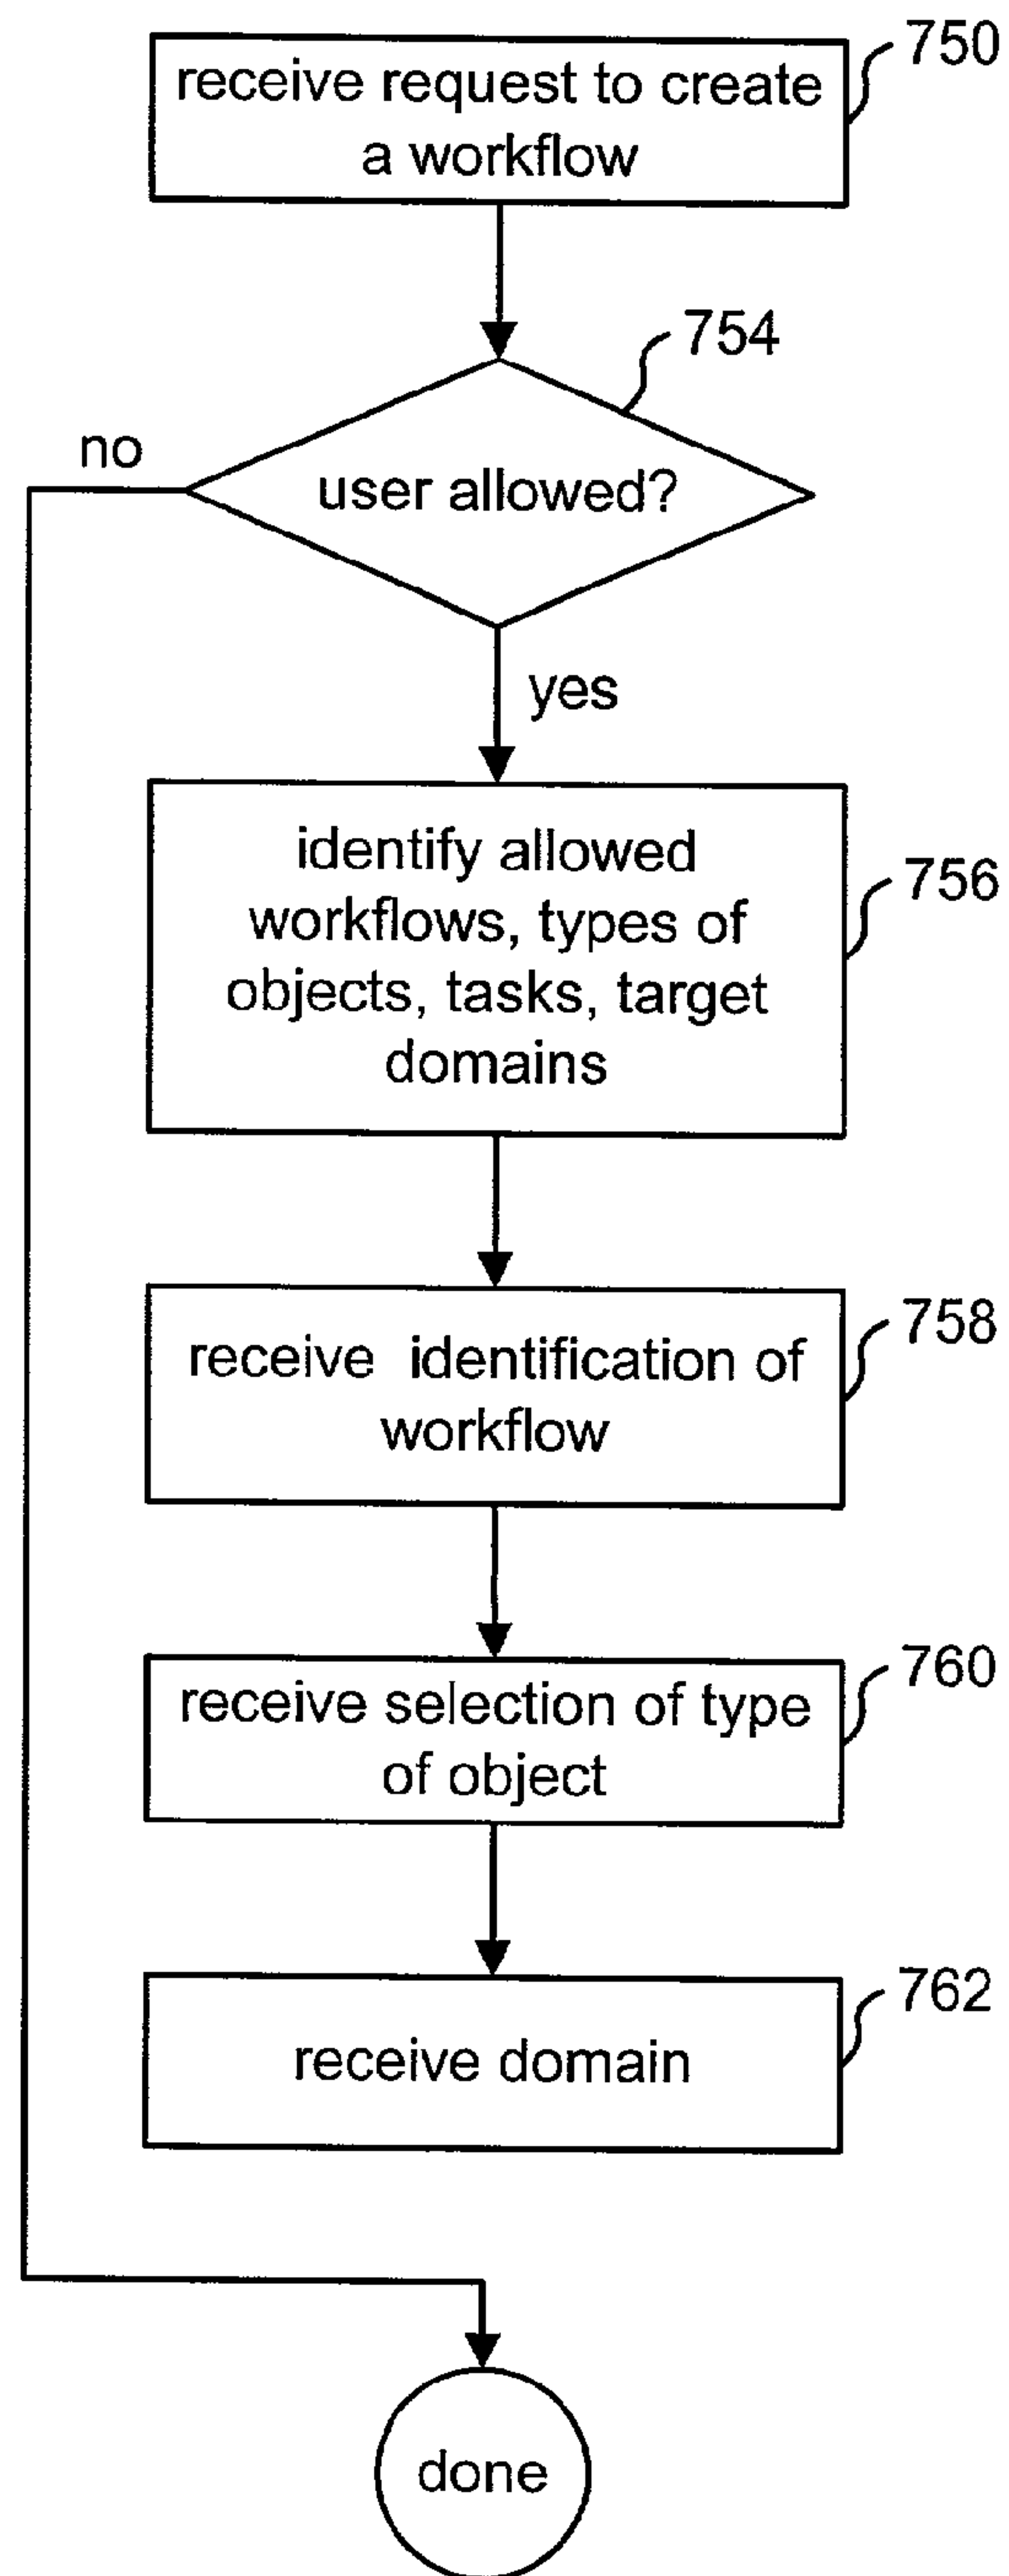 receive request to create
a workflow
750
754
no
user allowed?
yes
identify allowed
workflows, types of
objects, tasks, target
domains
756
receive identification of
workflow
758
receive selection of type
of object
760
receive domain
762
done